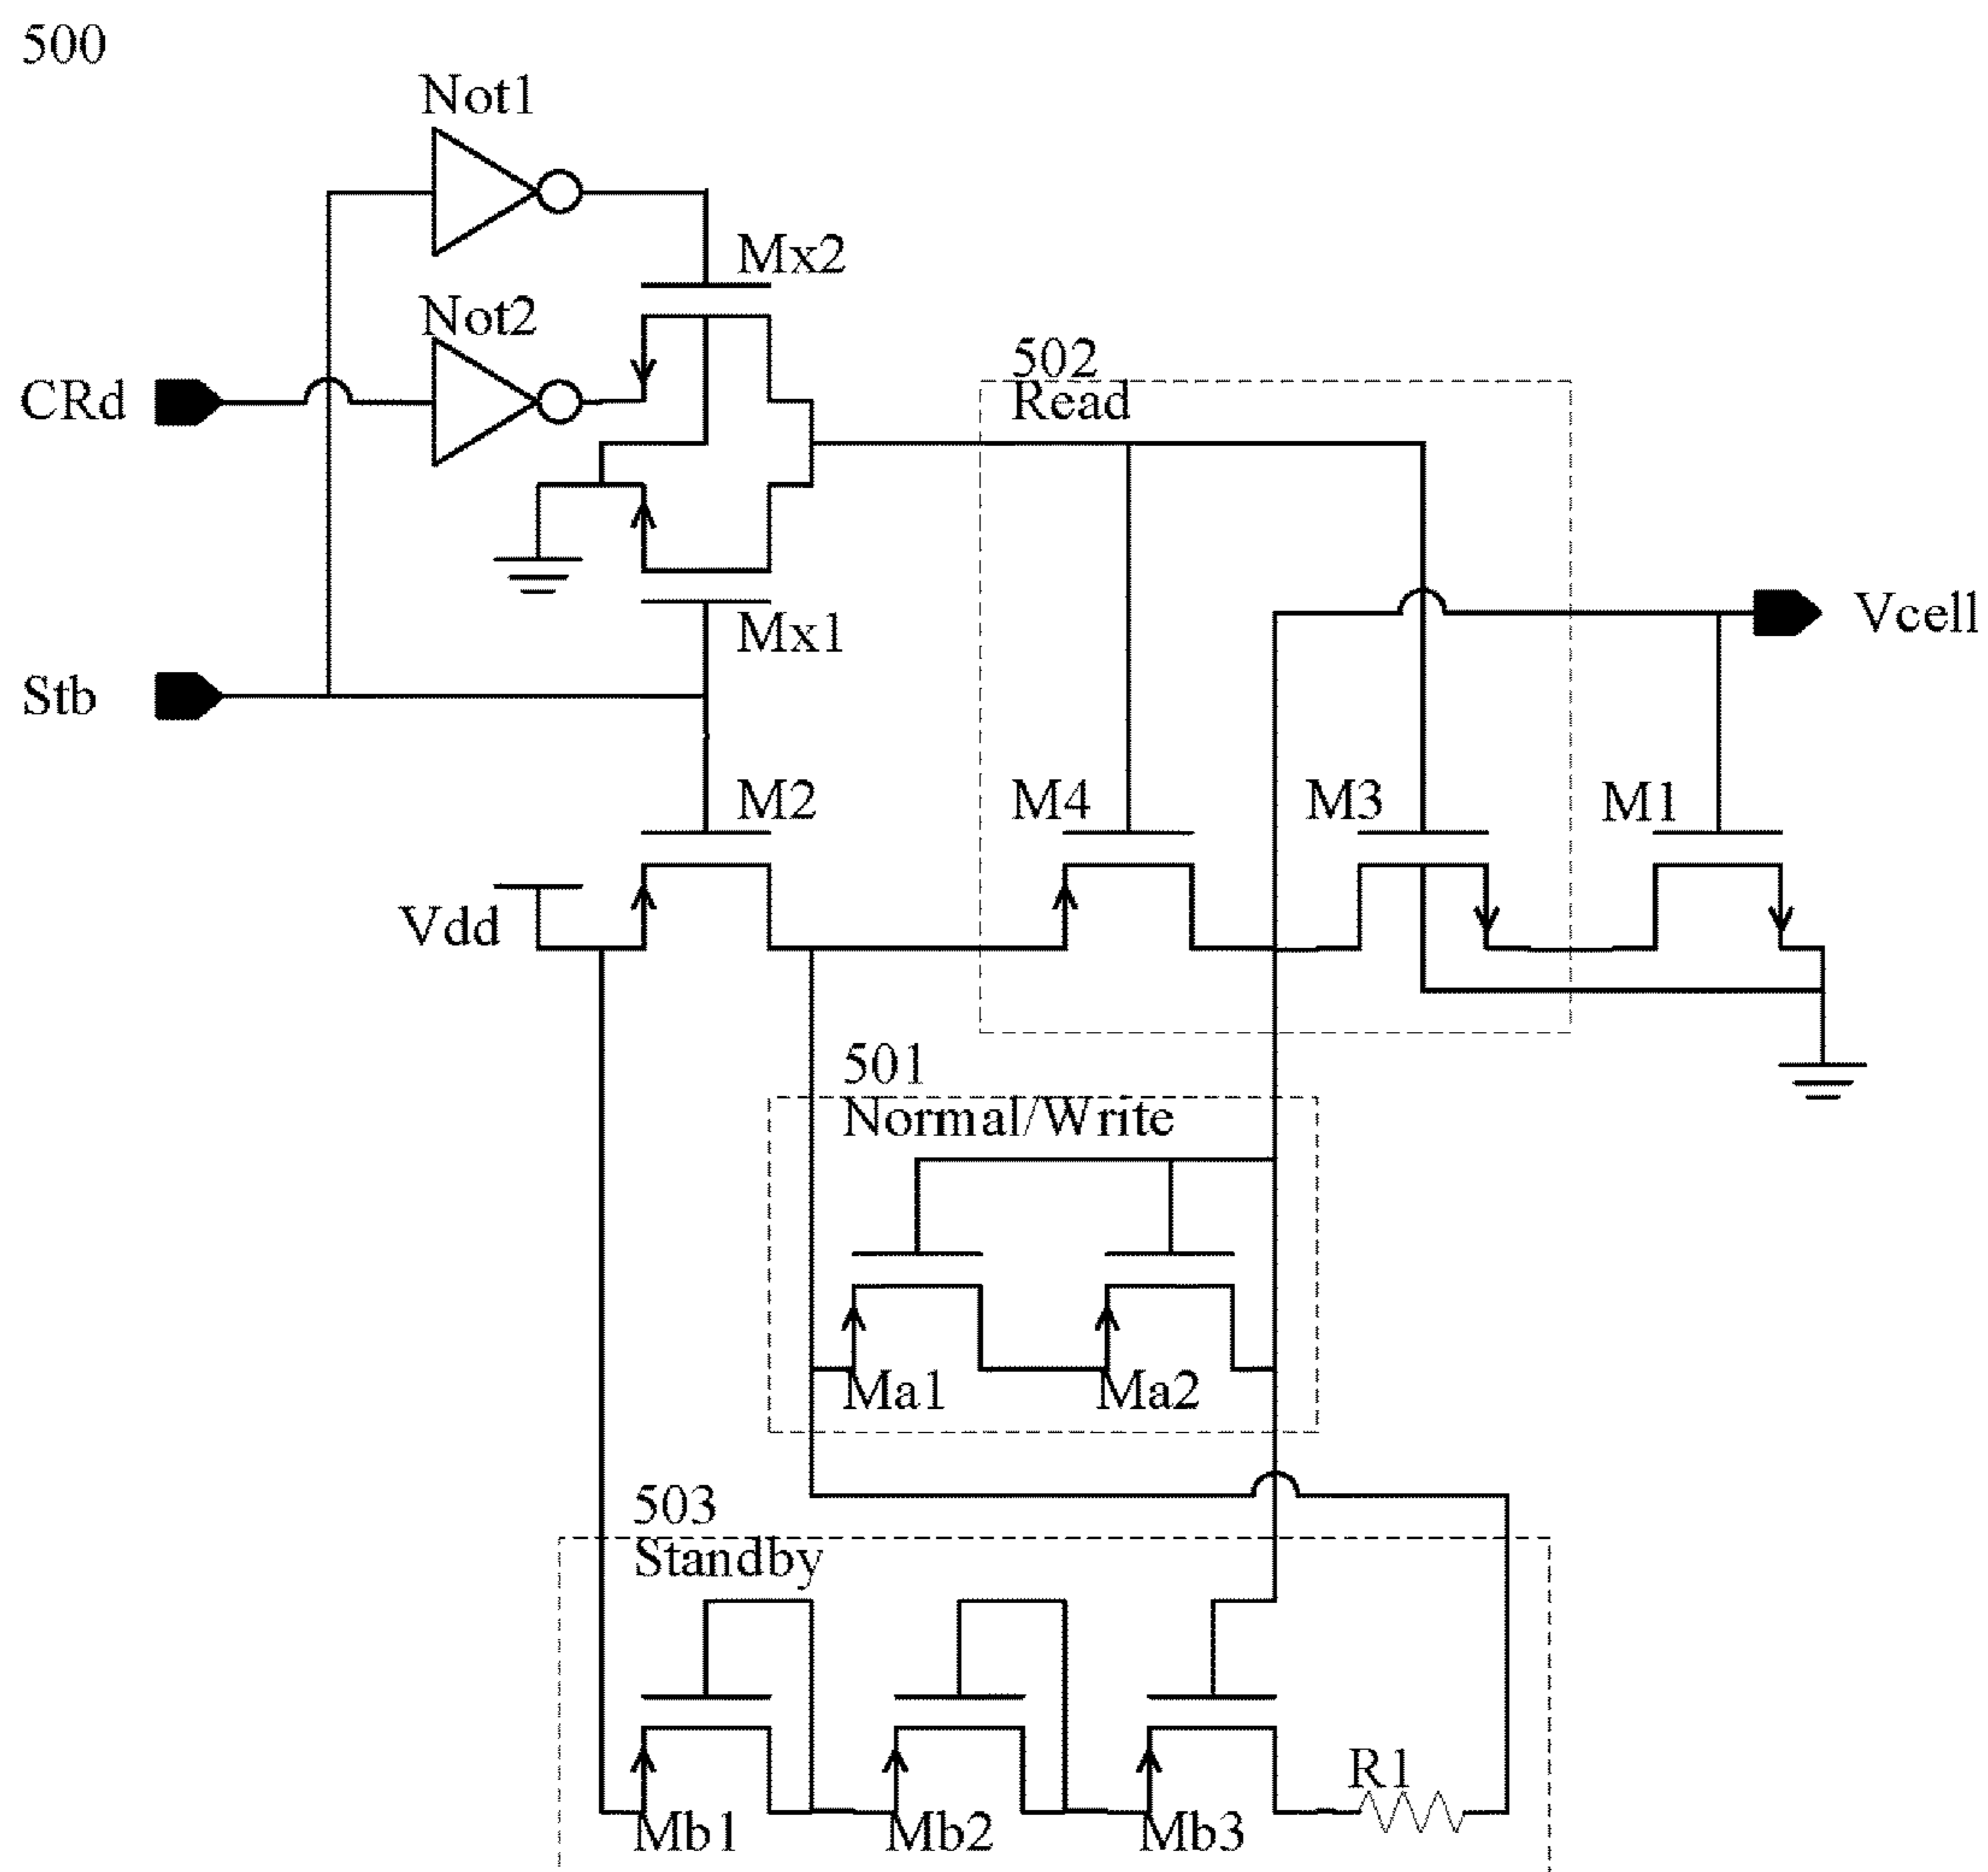 500
Not1
Mx2
Not2
CRd
502
Read
Vcell
Mx1
Stb
M2
M4
M3
M1
Vdd
501
Normal/Write
Ma1
Ma2
503
Standby
R1
Mb1
Mb2
Mb3